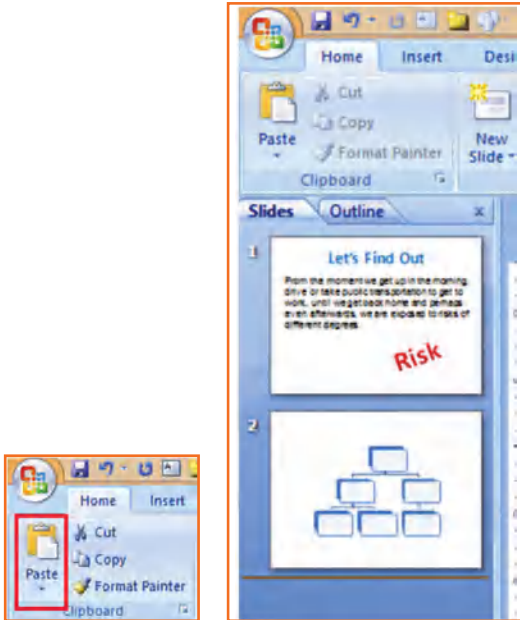 Home Insert
Paste
Cut
Copy
Format Painter
Clipboard
Home Insert Desi
Paste
Cut
Copy
Format Painter
Clipboard
New
Slide
Slides Outline x
1
Let's Find Out
From the moment we get up in the morning,
drive or take public transportation to get to
work, until we get back home and perhaps
even afterwards, we are exposed to risks of
different degrees.
Risk
2